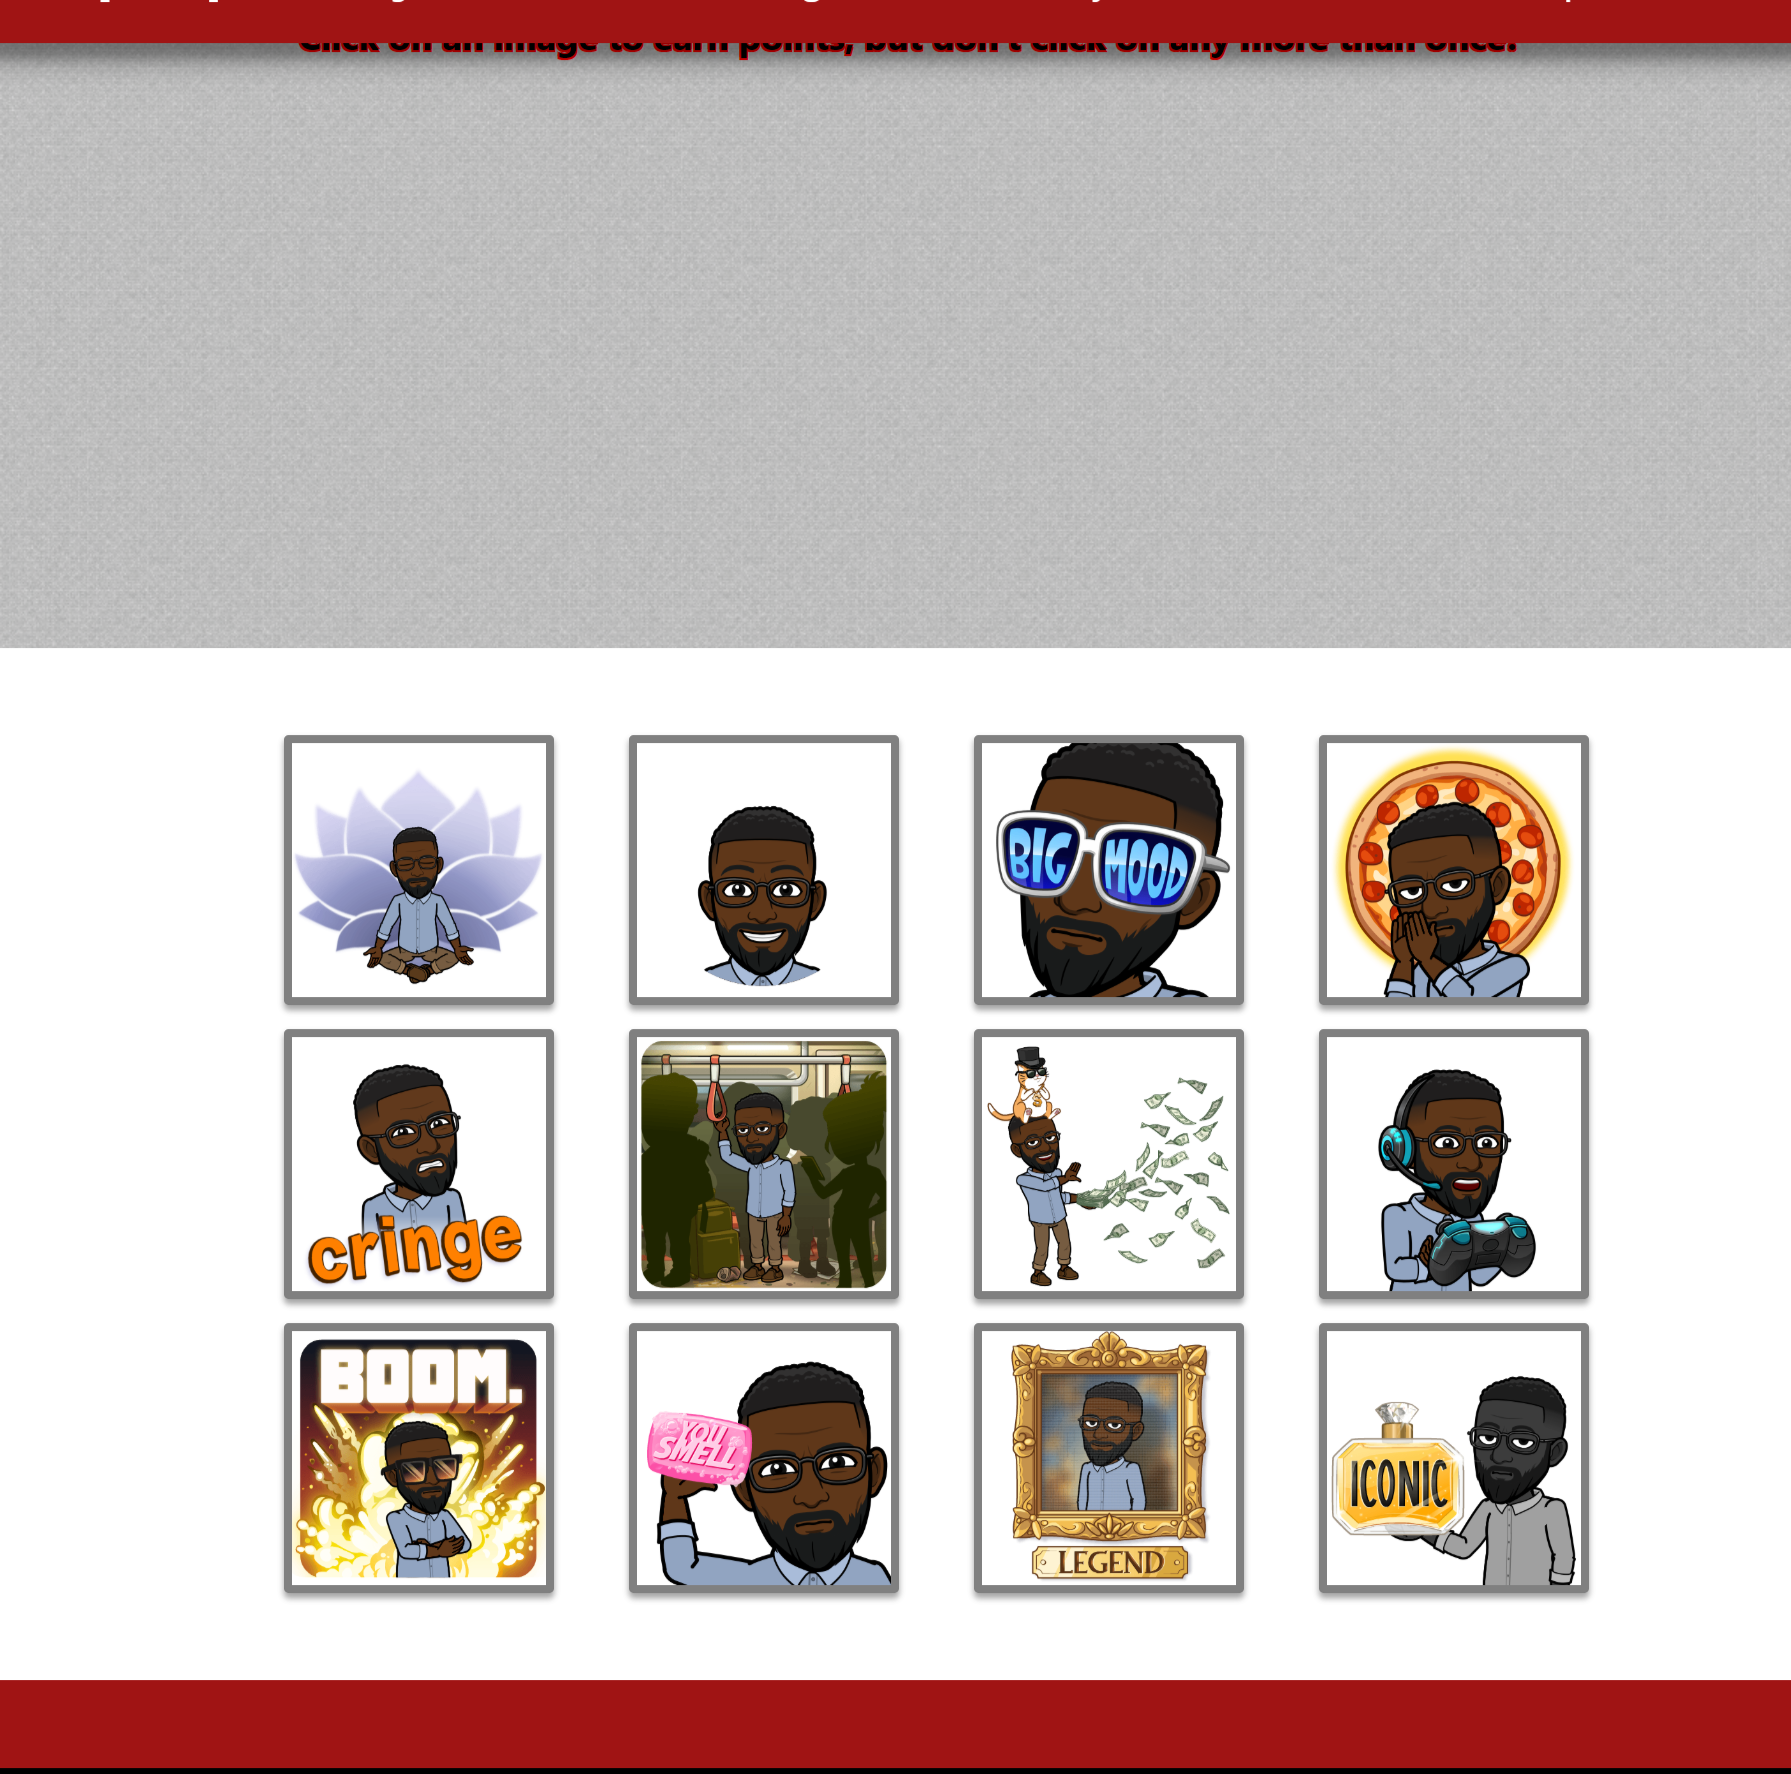 Click on an image to earn points, but don't click on any more than once!
BIG MOOD
cringe
BOOM.
YOU
SMELL
LEGEND
ICONIC